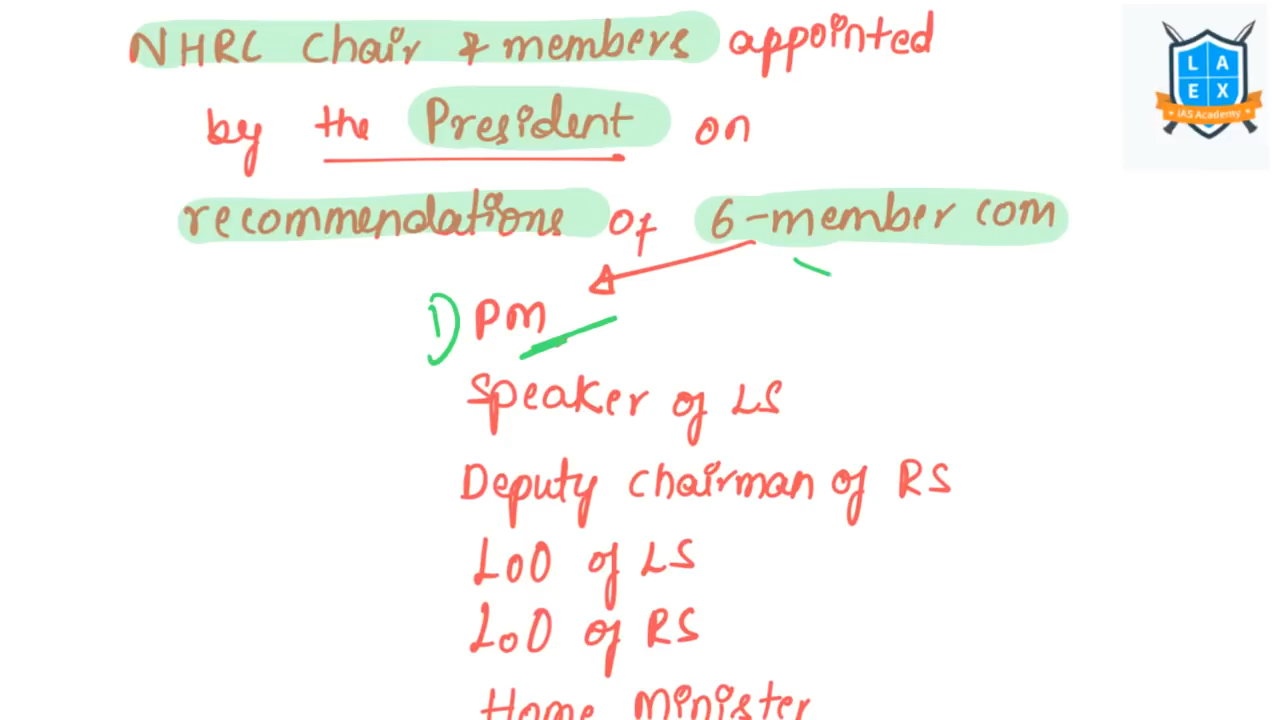 NHRC Chair & members appointed
by the President on
recommendations of 6-member com
1) PM
Speaker of LS
Deputy Chairman of RS
LOO of LS
LOO of RS
Home Minister
L A
E X
IAS Academy